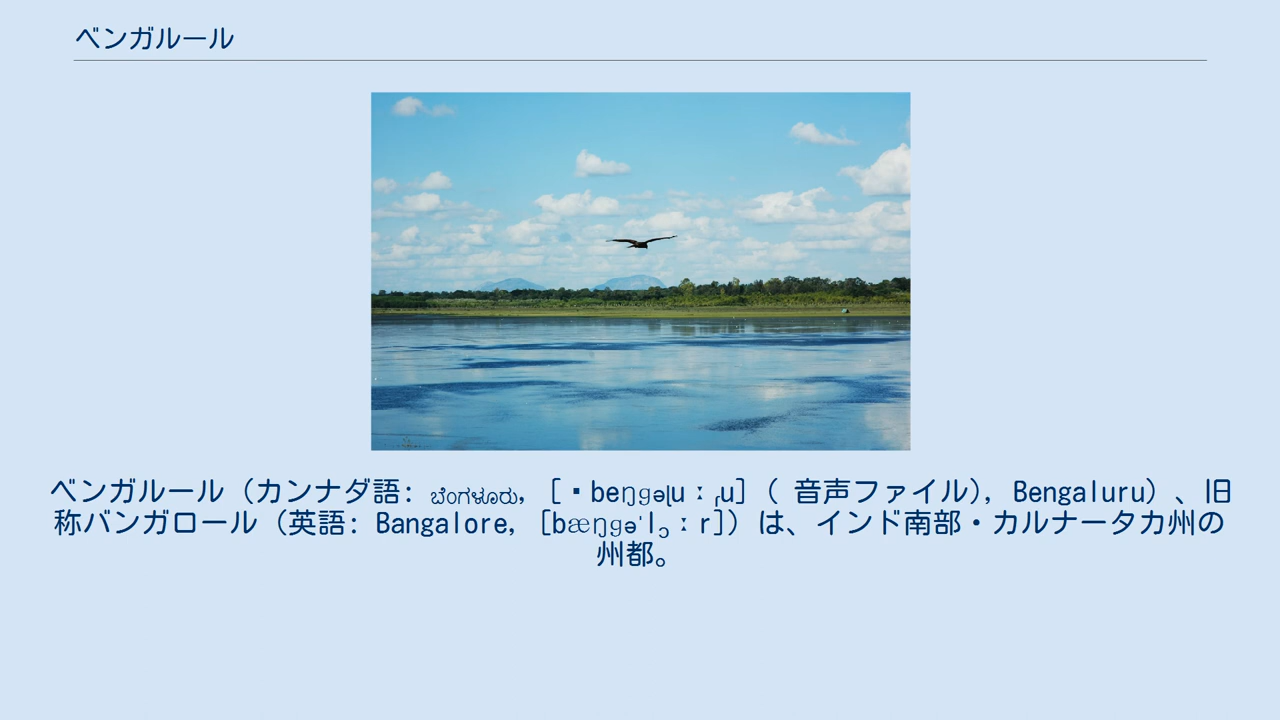 ベンガルール
ベンガルール（カンナダ語: ಬೆಂಗಳೂರು, [ˈbeŋɡəɭuːɾu]（ 音声ファイル), Bengaluru）、旧
称バンガロール（英語: Bangalore, [bæŋɡəˈlɔːr]）は、インド南部・カルナータカ州の
州都。